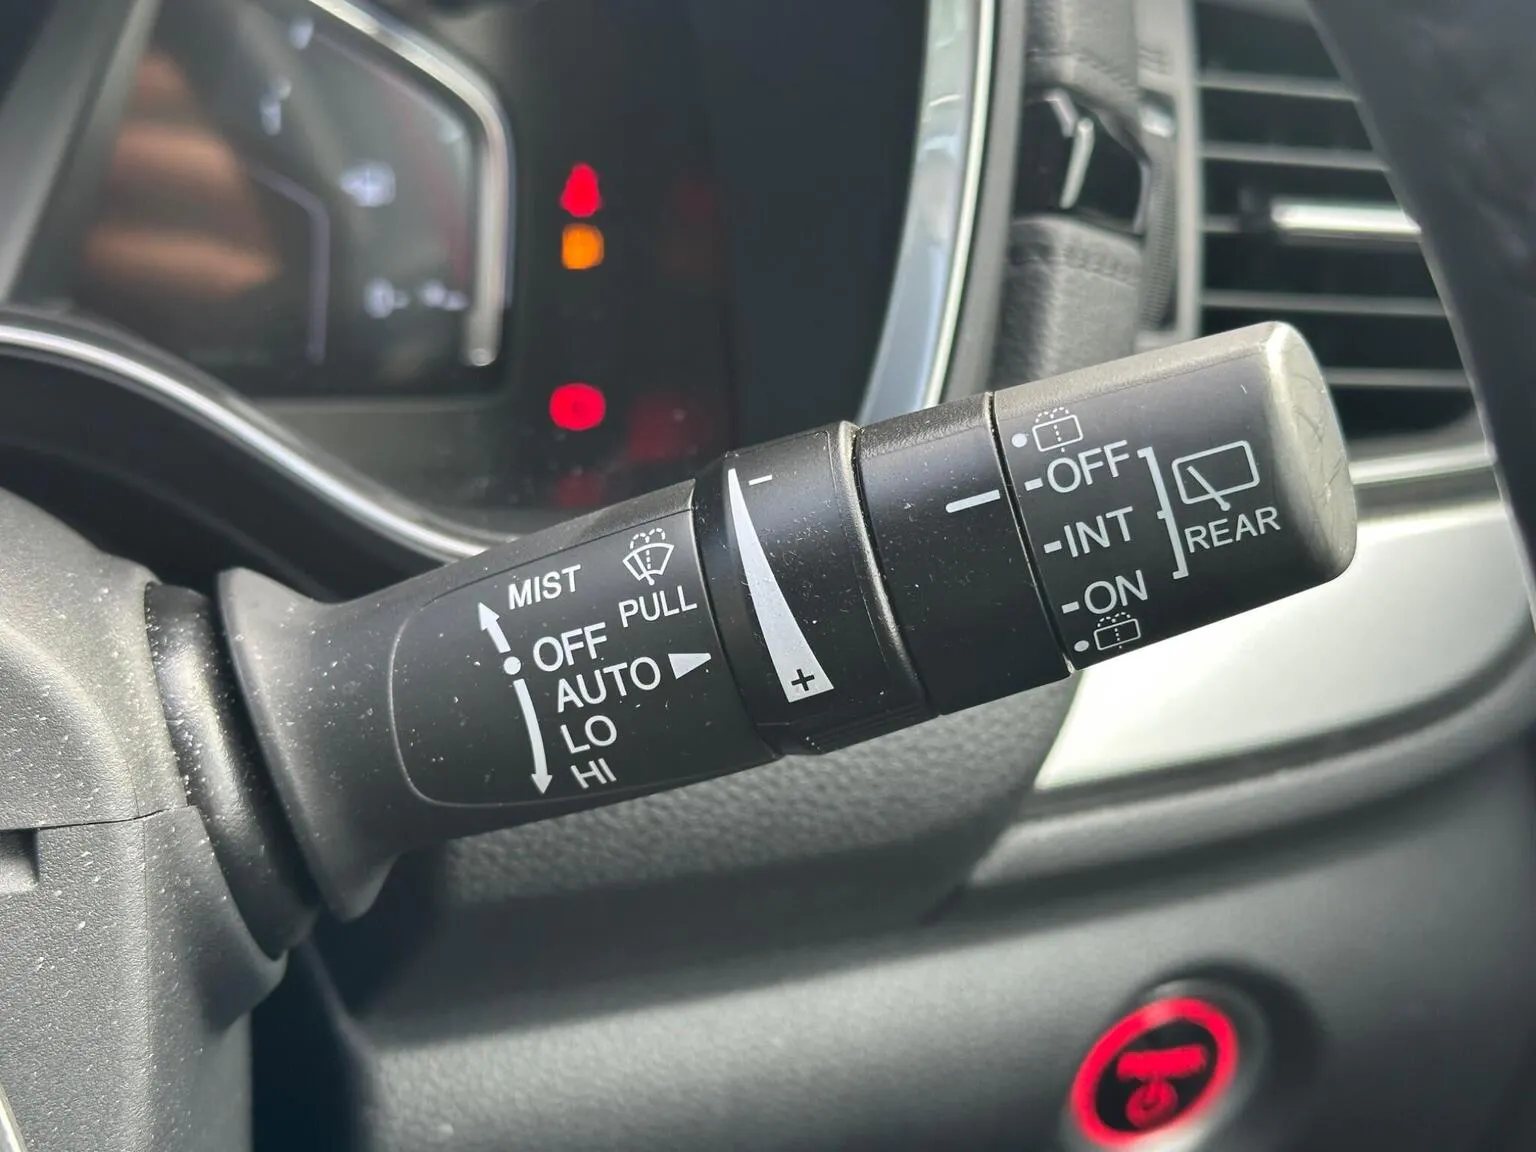 MIST
PULL
OFF
AUTO
LO
HI
-
+
OFF
INT
ON
REAR